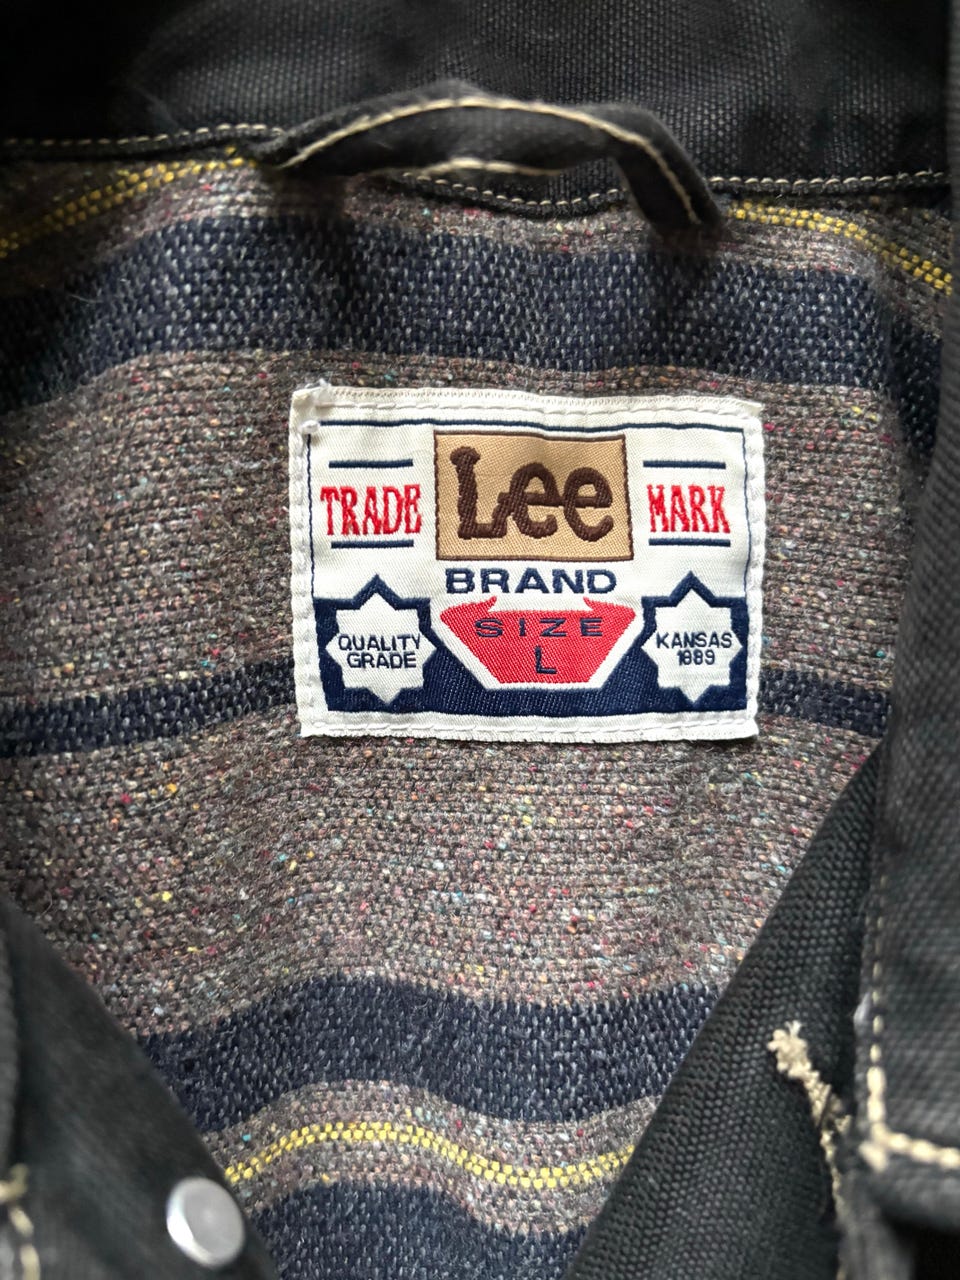 TRADE Lee MARK
BRAND
SIZE
L
QUALITY
GRADE
KANSAS
1889